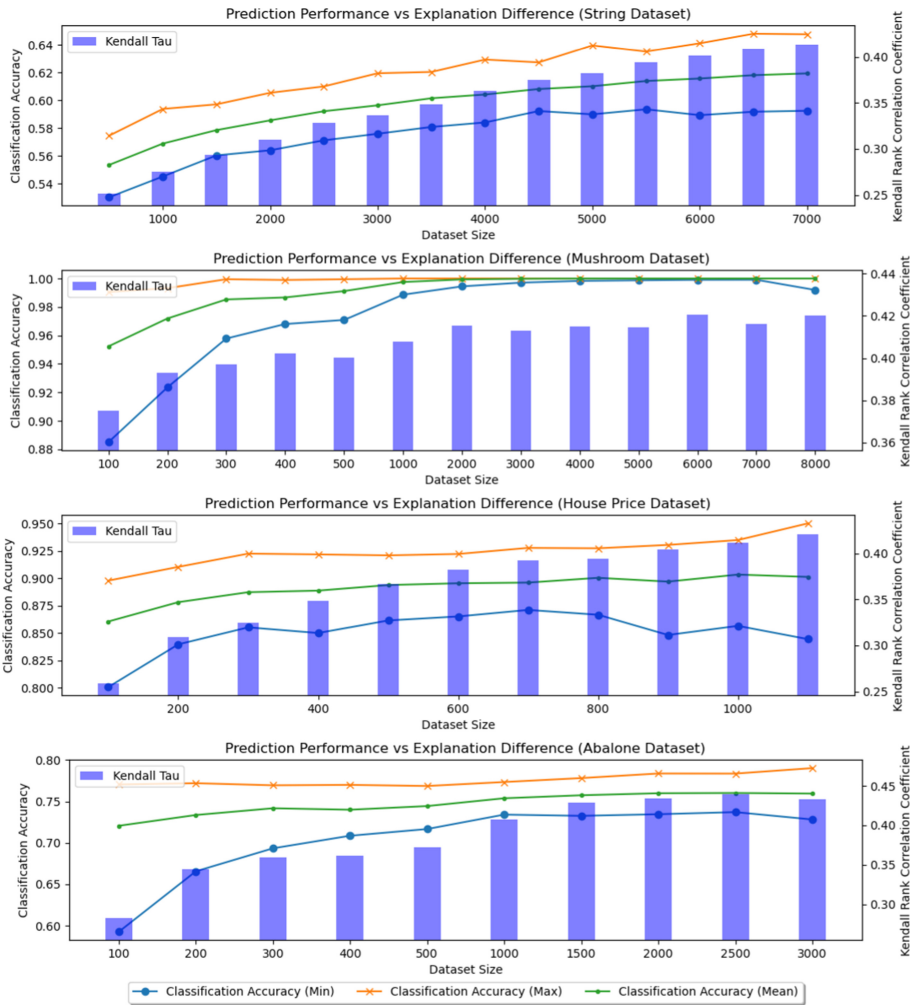 Prediction Performance vs Explanation Difference (String Dataset)
Kendall Tau
Classification Accuracy
0.64
0.62
0.60
0.58
0.56
0.54
Kendall Rank Correlation Coefficient
0.40
0.35
0.30
0.25
1000 2000 3000 4000 5000 6000 7000
Dataset Size
Prediction Performance vs Explanation Difference (Mushroom Dataset)
Kendall Tau
Classification Accuracy
1.00
0.98
0.96
0.94
0.92
0.90
0.88
Kendall Rank Correlation Coefficient
0.44
0.42
0.40
0.38
0.36
100 200 300 400 500 1000 2000 3000 4000 5000 6000 7000 8000
Dataset Size
Prediction Performance vs Explanation Difference (House Price Dataset)
Kendall Tau
Classification Accuracy
0.950
0.925
0.900
0.875
0.850
0.825
0.800
Kendall Rank Correlation Coefficient
0.40
0.35
0.30
0.25
200 400 600 800 1000
Dataset Size
Prediction Performance vs Explanation Difference (Abalone Dataset)
Kendall Tau
Classification Accuracy
0.80
0.75
0.70
0.65
0.60
Kendall Rank Correlation Coefficient
0.45
0.40
0.35
0.30
100 200 300 400 500 1000 1500 2000 2500 3000
Dataset Size
Classification Accuracy (Min) Classification Accuracy (Max) Classification Accuracy (Mean)